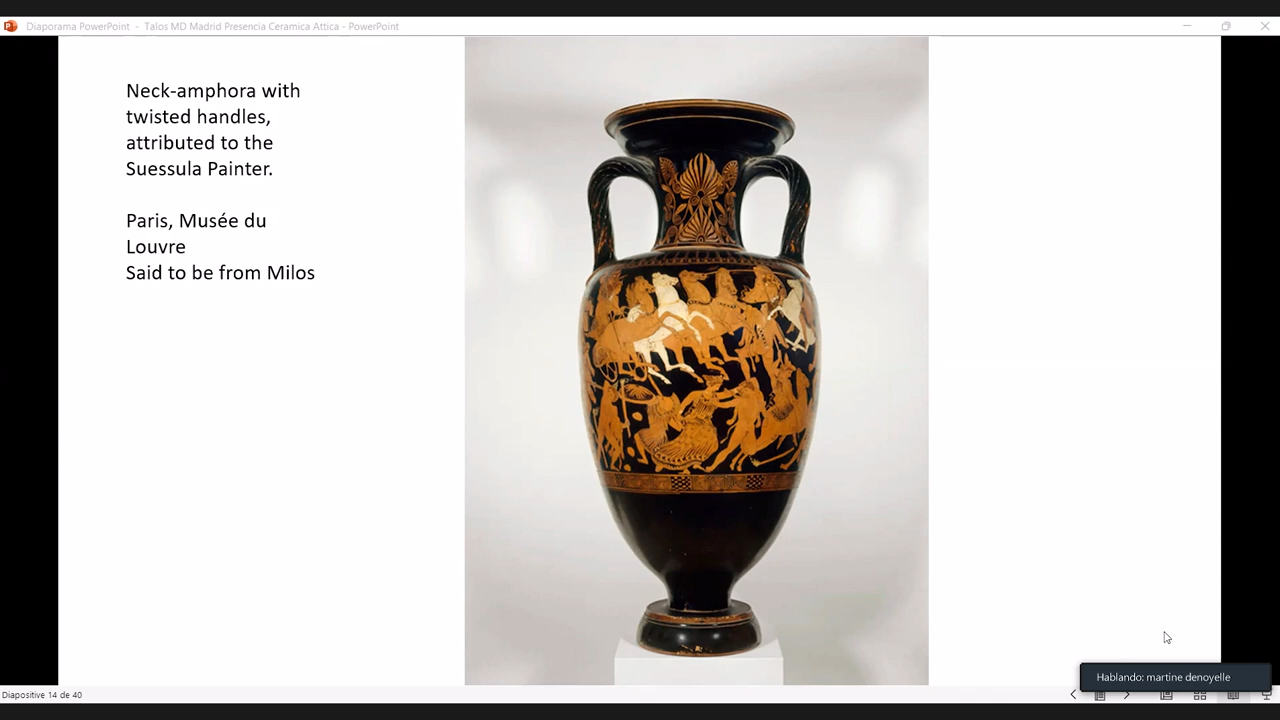 Diaporama PowerPoint - Talos MD Madrid Presencia Ceramica Attica - PowerPoint
Neck-amphora with
twisted handles,
attributed to the
Suessula Painter.
Paris, Musée du
Louvre
Said to be from Milos
Hablando: martine denoyelle
Diapositive 14 de 40